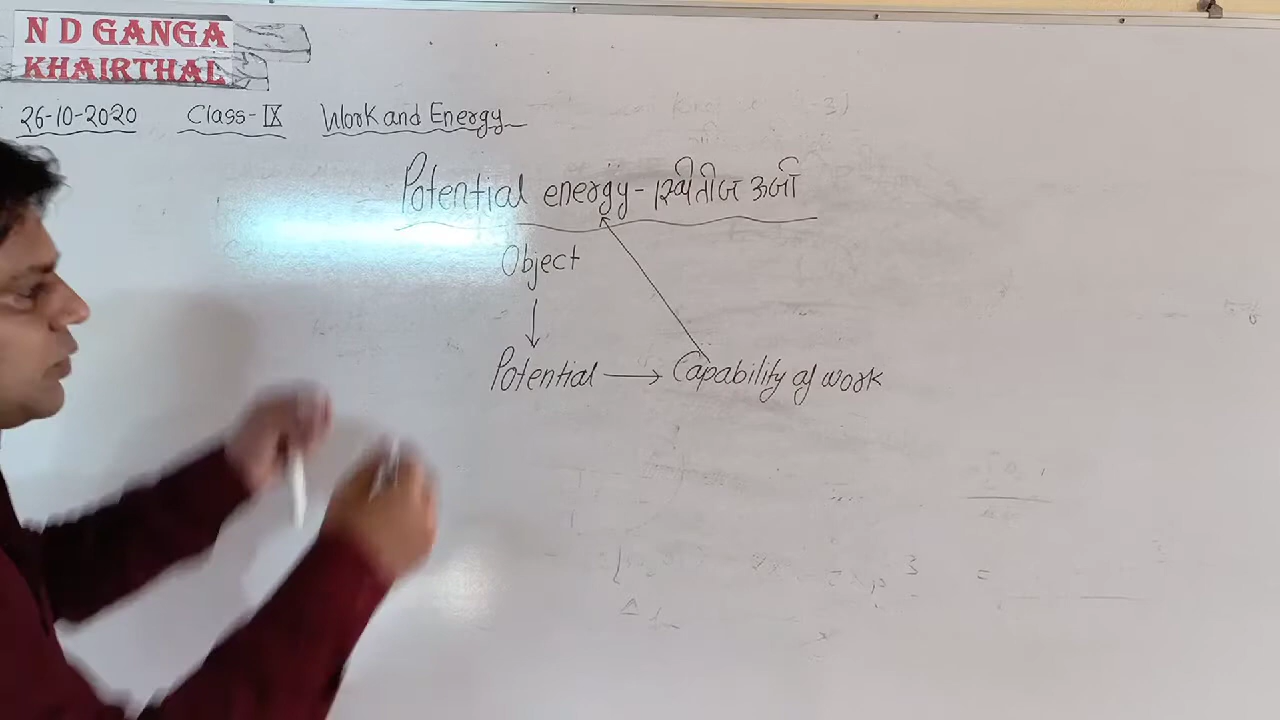 N D GANGA
KHAIRTHAL
26-10-2020 Class-IX Work and Energy
Potential energy - स्थितीज ऊर्जा
Object
Potential → Capability of work